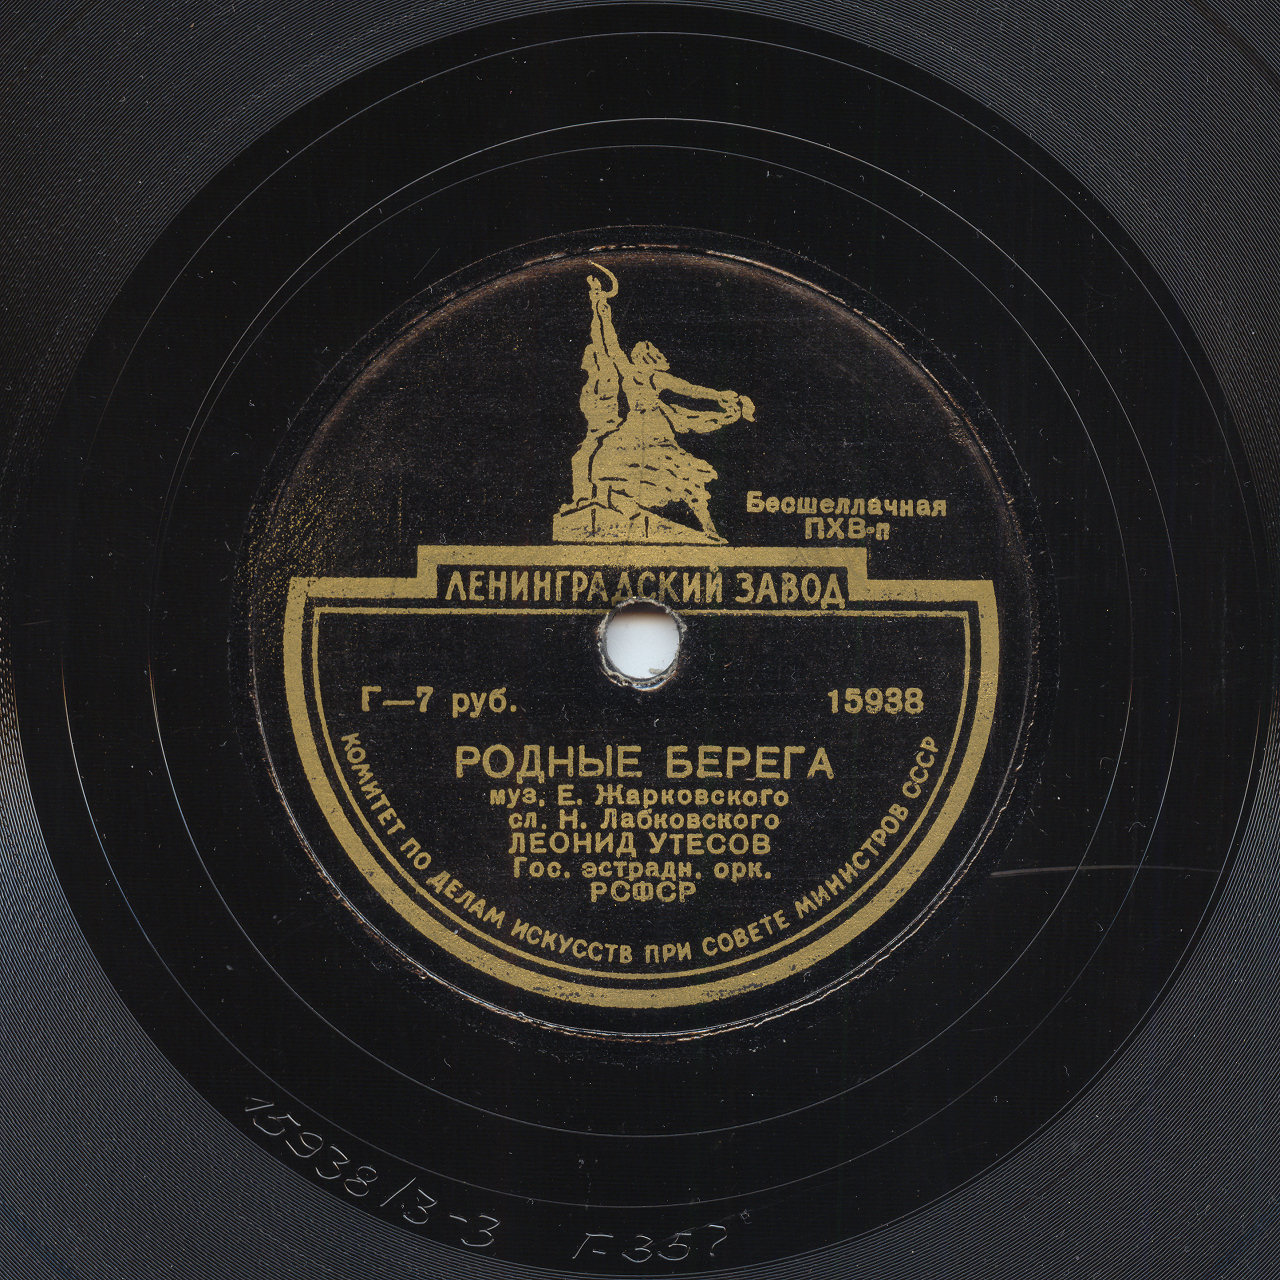 Бесшеллачная
ПХВ-п
ЛЕНИНГРАДСКИЙ ЗАВОД
Г—7 руб.
15938
РОДНЫЕ БЕРЕГА
муз. Е. Жарковского
сл. Н. Лабковского
ЛЕОНИД УТЕСОВ
Гос. эстрадн. орк.
РСФСР
КОМИТЕТ ПО ДЕЛАМ ИСКУССТВ ПРИ СОВЕТЕ МИНИСТРОВ СССР
15938/3-3